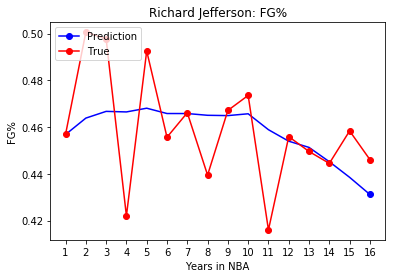 Richard Jefferson: FG%
Prediction
True
0.50
0.48
0.46
0.44
0.42
FG%
1 2 3 4 5 6 7 8 9 10 11 12 13 14 15 16
Years in NBA